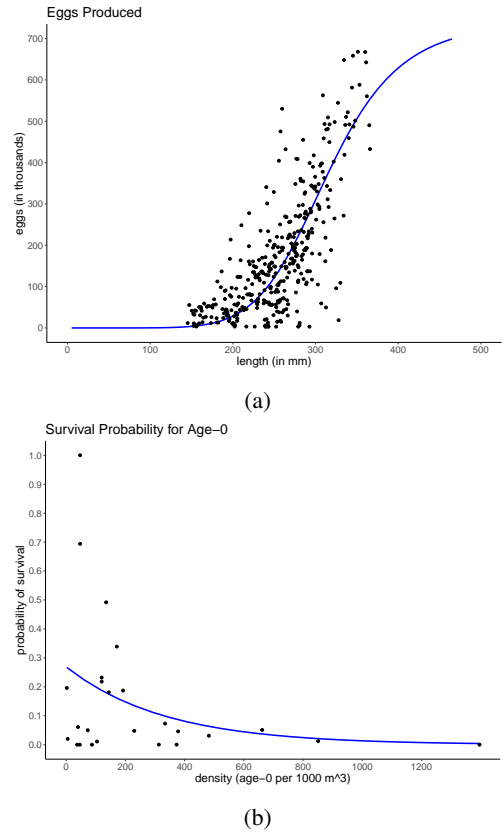 Eggs Produced
700
600
500
400
300
200
100
0
eggs (in thousands)
0 100 200 300 400 500
length (in mm)
(a)
Survival Probability for Age−0
1.0
0.9
0.8
0.7
0.6
0.5
0.4
0.3
0.2
0.1
0.0
probability of survival
0 200 400 600 800 1000 1200
density (age−0 per 1000 m^3)
(b)